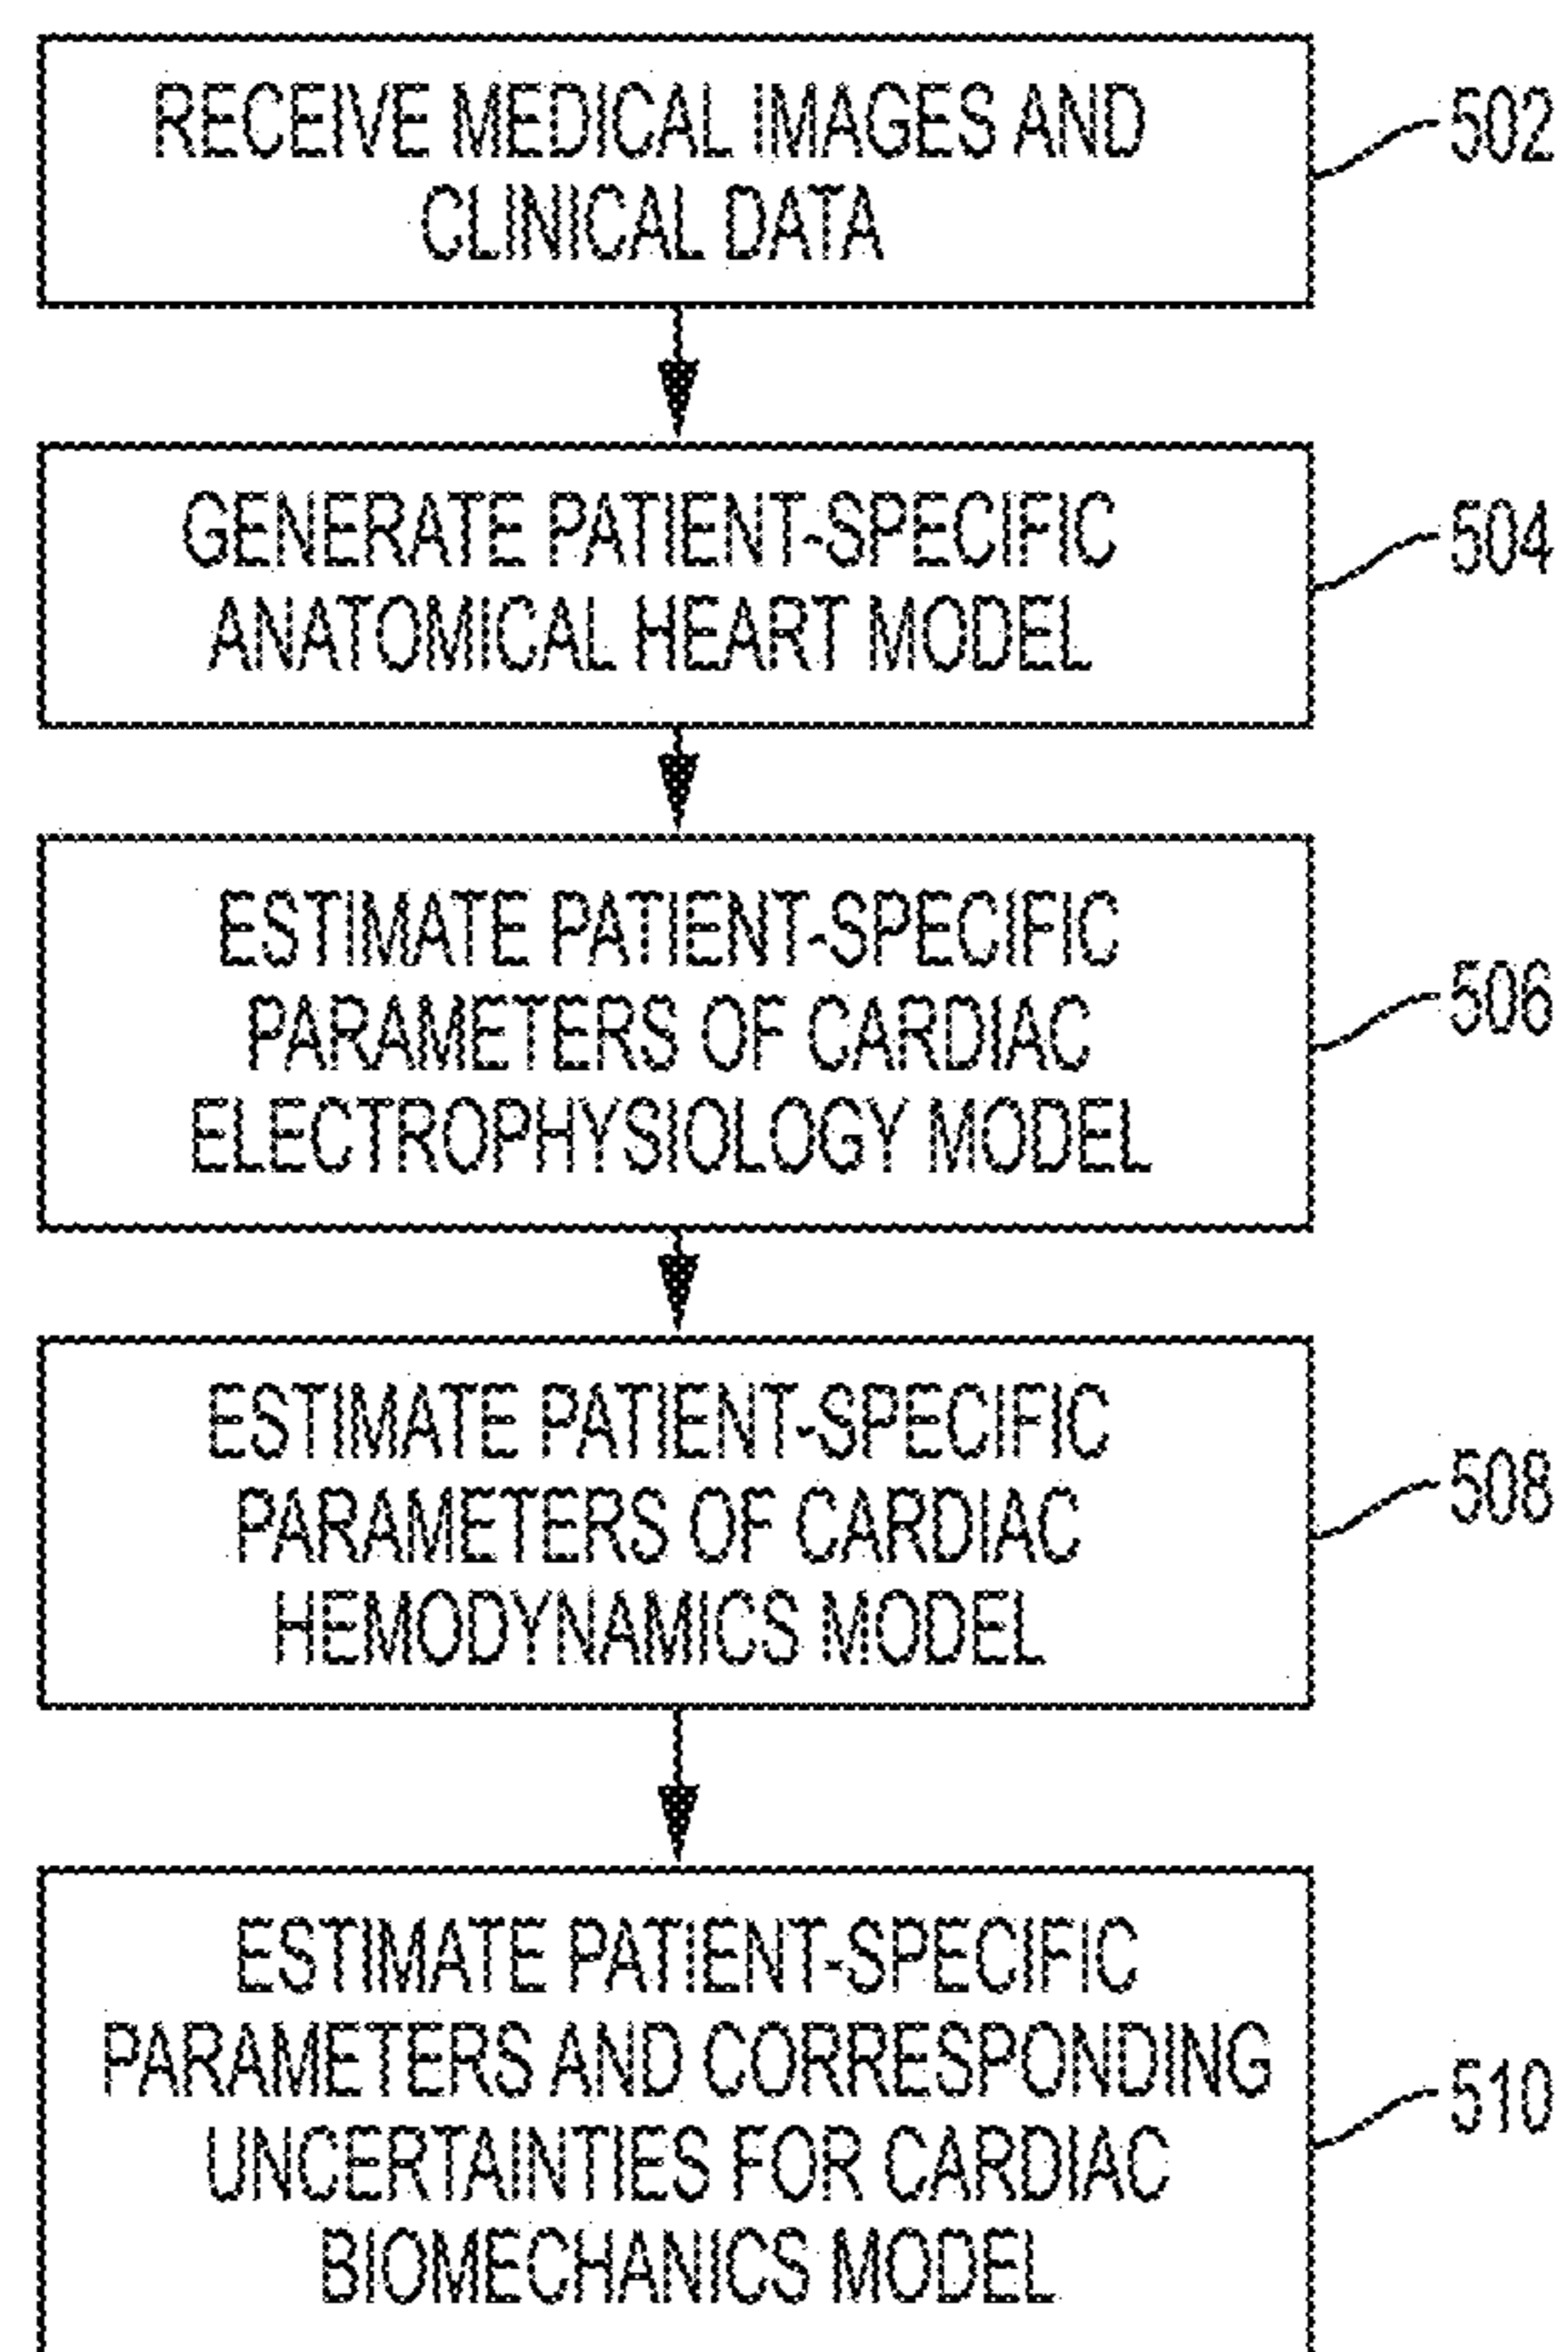 RECEIVE MEDICAL IMAGES AND
CLINICAL DATA
502
GENERATE PATIENT-SPECIFIC
ANATOMICAL HEART MODEL
504
ESTIMATE PATIENT-SPECIFIC
PARAMETERS OF CARDIAC
ELECTROPHYSIOLOGY MODEL
506
ESTIMATE PATIENT-SPECIFIC
PARAMETERS OF CARDIAC
HEMODYNAMICS MODEL
508
ESTIMATE PATIENT-SPECIFIC
PARAMETERS AND CORRESPONDING
UNCERTAINTIES FOR CARDIAC
BIOMECHANICS MODEL
510